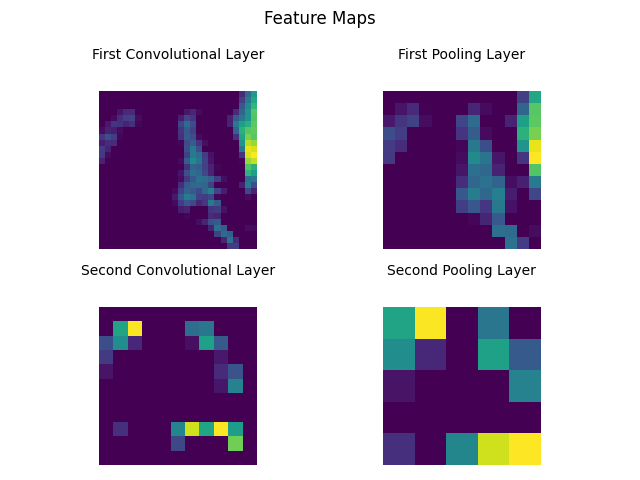 Feature Maps
First Convolutional Layer
First Pooling Layer
Second Convolutional Layer
Second Pooling Layer